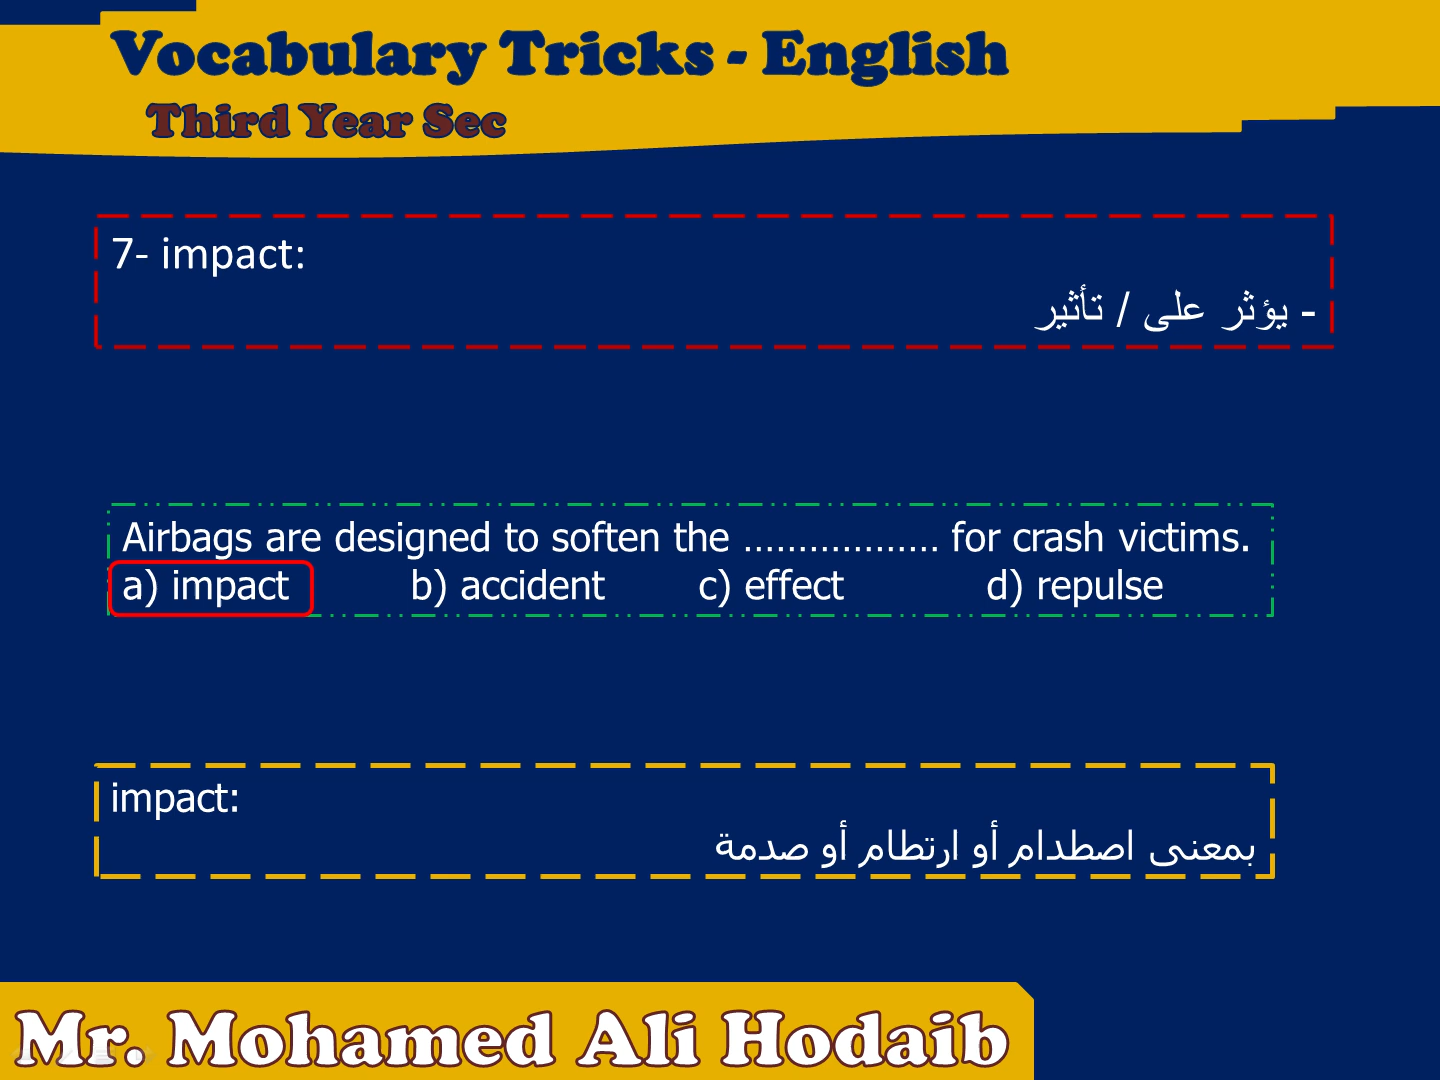 Vocabulary Tricks - English
Third Year Sec
7- impact:
- يؤثر على / تأثير
Airbags are designed to soften the .................. for crash victims.
a) impact b) accident c) effect d) repulse
impact:
بمعنى اصطدام أو ارتطام أو صدمة
Mr. Mohamed Ali Hodaib